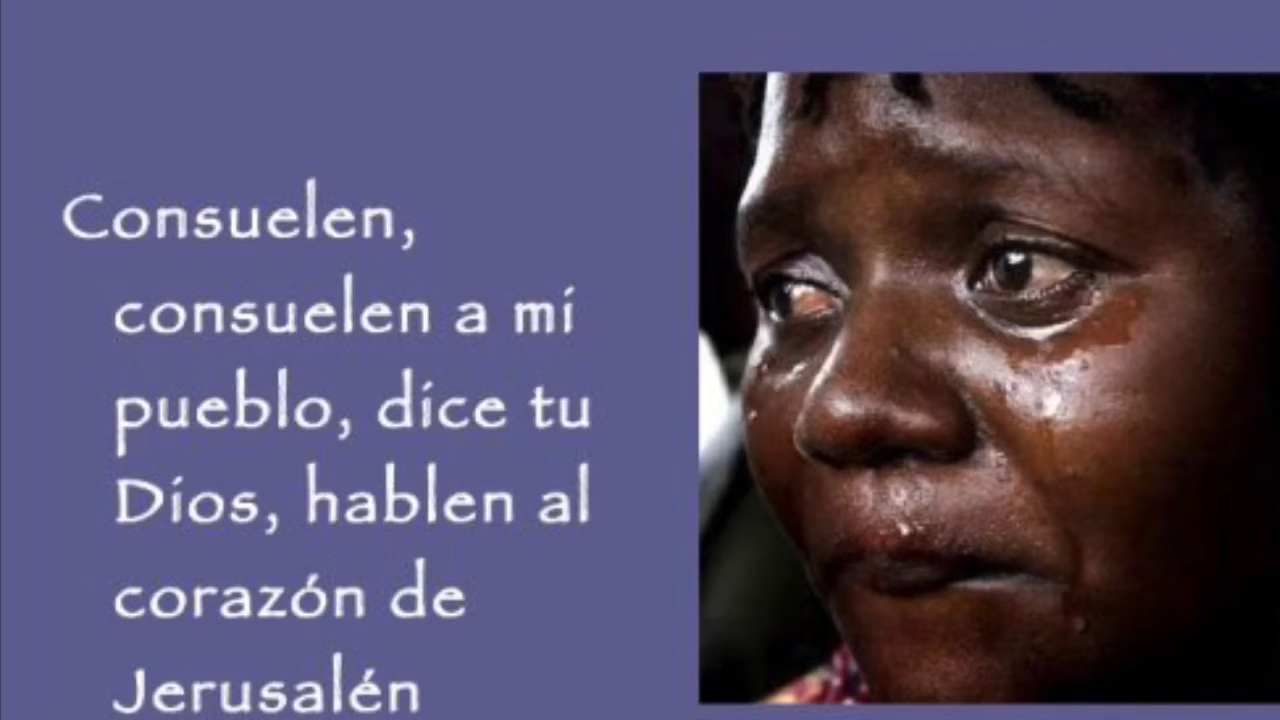 Consuelen,
consuelen a mi
pueblo, dice tu
Dios, hablen al
corazón de
Jerusalén